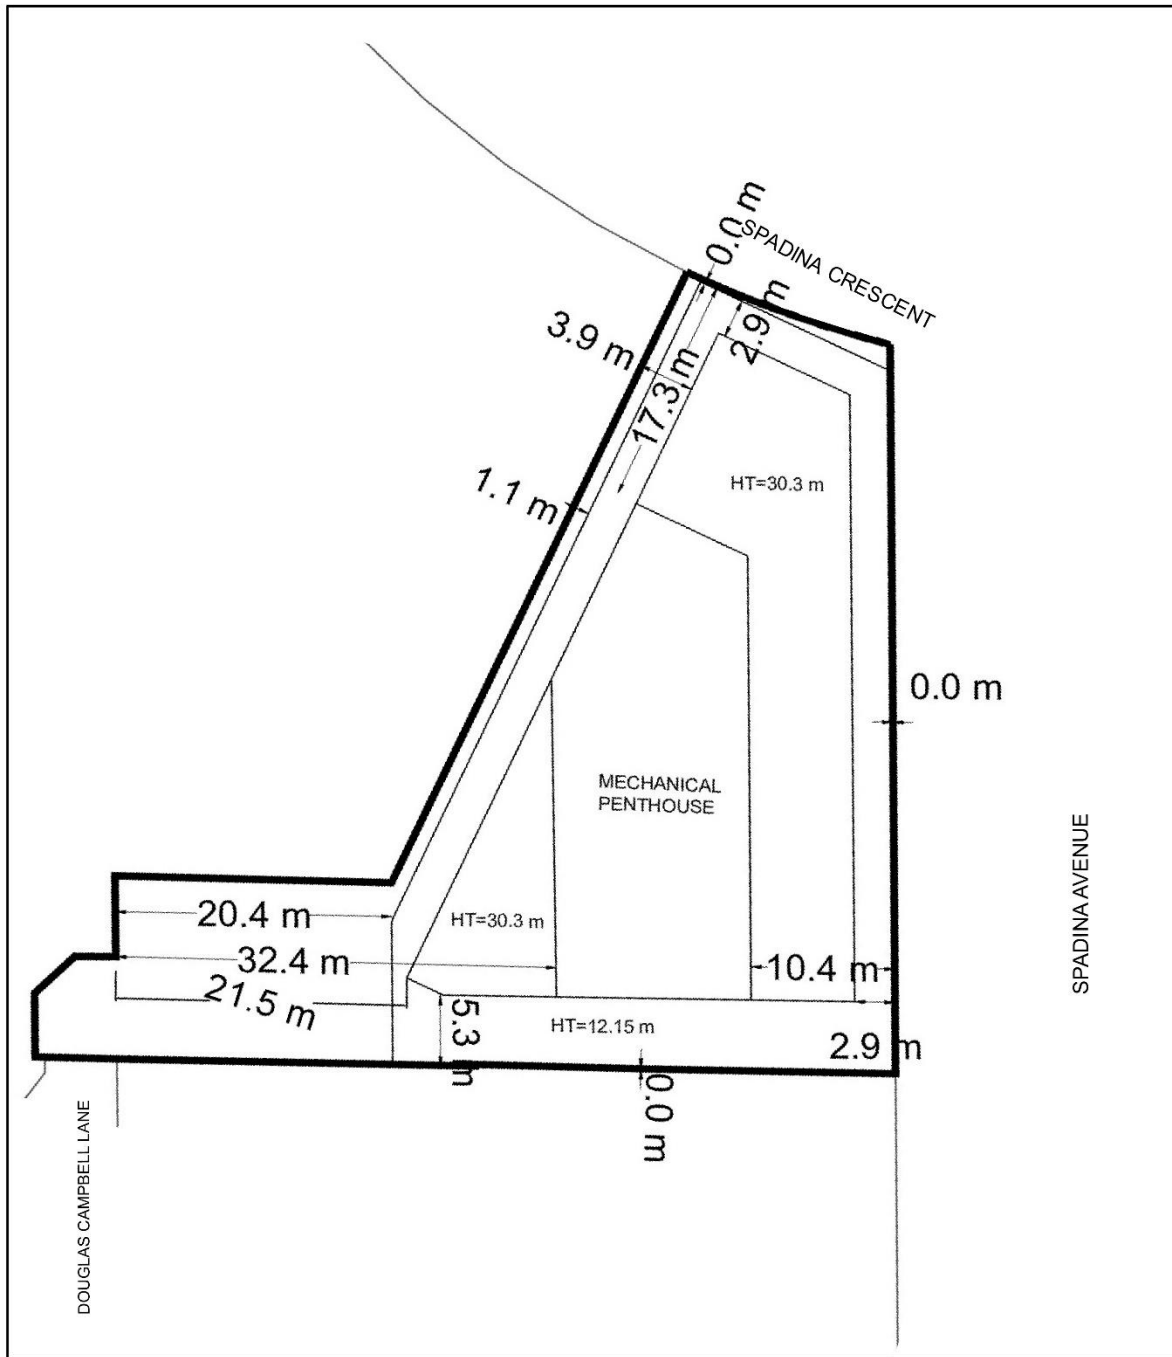 0.0 m
SPADINA CRESCENT
2.9 m
3.9 m
17.3 m
1.1 m
HT=30.3 m
0.0 m
MECHANICAL
PENTHOUSE
SPADINA AVENUE
20.4 m
HT=30.3 m
32.4 m
10.4 m
21.5 m
5.3 m
HT=12.15 m
2.9 m
0.0 m
DOUGLAS CAMPBELL LANE